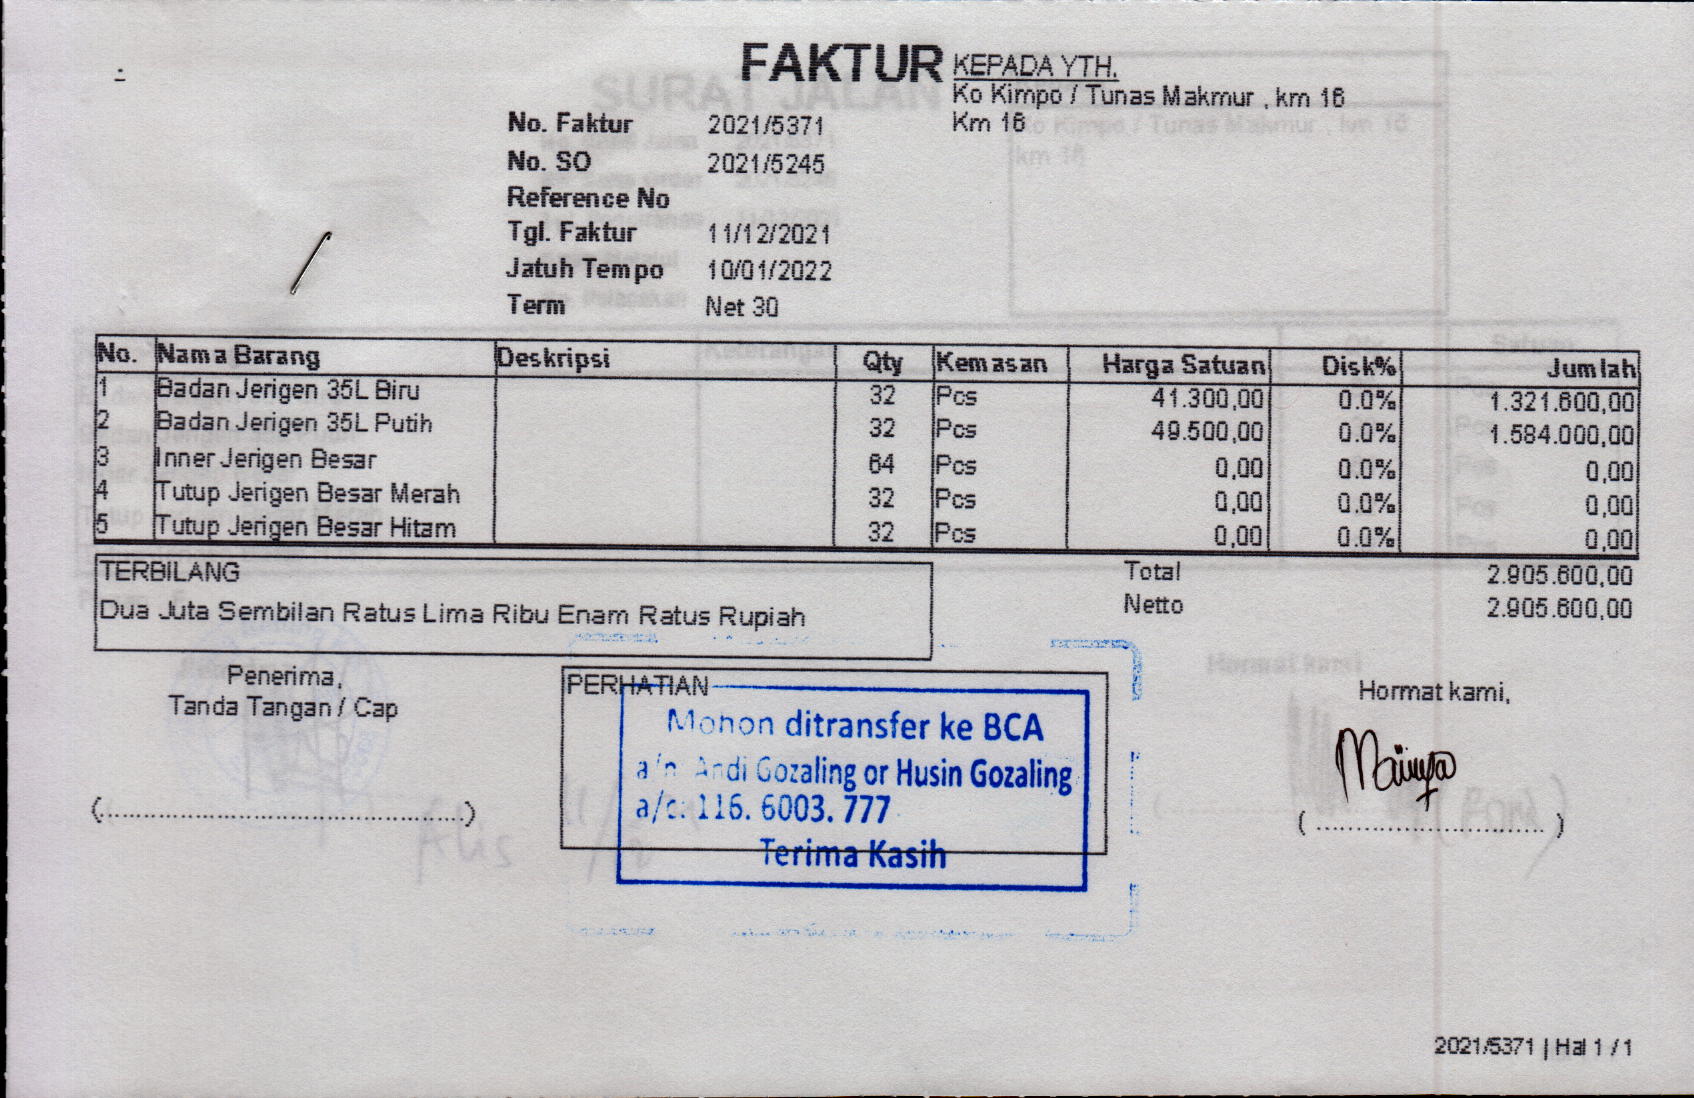 FAKTUR
KEPADA YTH.
Ko Kimpo / Tunas Makmur , km 16
Km 16
No. Faktur 2021/5371
No. SO 2021/5245
Reference No
Tgl. Faktur 11/12/2021
Jatuh Tempo 10/01/2022
Term Net 30
No. Nama Barang Deskripsi Qty Kemasan Harga Satuan Disk% Jumlah
1 Badan Jerigen 35L Biru 32 Pcs 41.300,00 0.0% 1.321.600,00
2 Badan Jerigen 35L Putih 32 Pcs 49.500,00 0.0% 1.584.000,00
3 Inner Jerigen Besar 64 Pcs 0,00 0.0% 0,00
4 Tutup Jerigen Besar Merah 32 Pcs 0,00 0.0% 0,00
5 Tutup Jerigen Besar Hitam 32 Pcs 0,00 0.0% 0,00
TERBILANG
Dua Juta Sembilan Ratus Lima Ribu Enam Ratus Rupiah
Total 2.905.600,00
Netto 2.905.600,00
Penerima,
Tanda Tangan / Cap
(................................................)
PERHATIAN
Mohon ditransfer ke BCA
a/n Andi Gozaling or Husin Gozaling
a/c. 116. 6003. 777
Terima Kasih
Hormat kami,
( .............................. )
2021/5371 | Hal 1 / 1